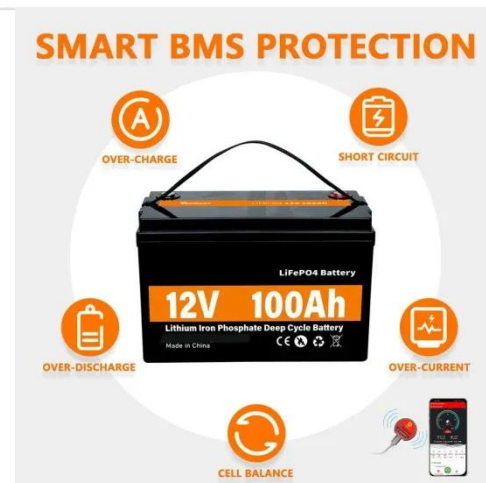 SMART BMS PROTECTION
OVER-CHARGE
SHORT CIRCUIT
LiFePO4 Battery
12V 100Ah
Lithium Iron Phosphate Deep Cycle Battery
Made in China
CE
OVER-DISCHARGE
OVER-CURRENT
CELL BALANCE